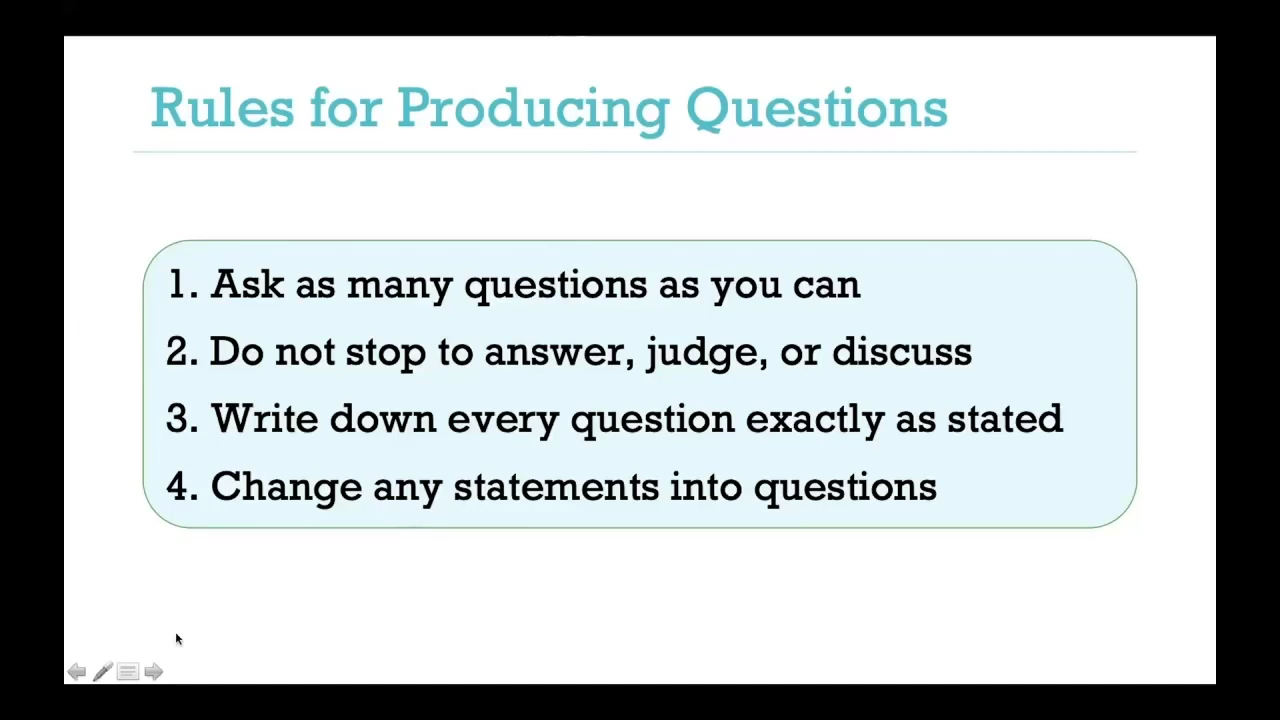 Rules for Producing Questions
1. Ask as many questions as you can
2. Do not stop to answer, judge, or discuss
3. Write down every question exactly as stated
4. Change any statements into questions